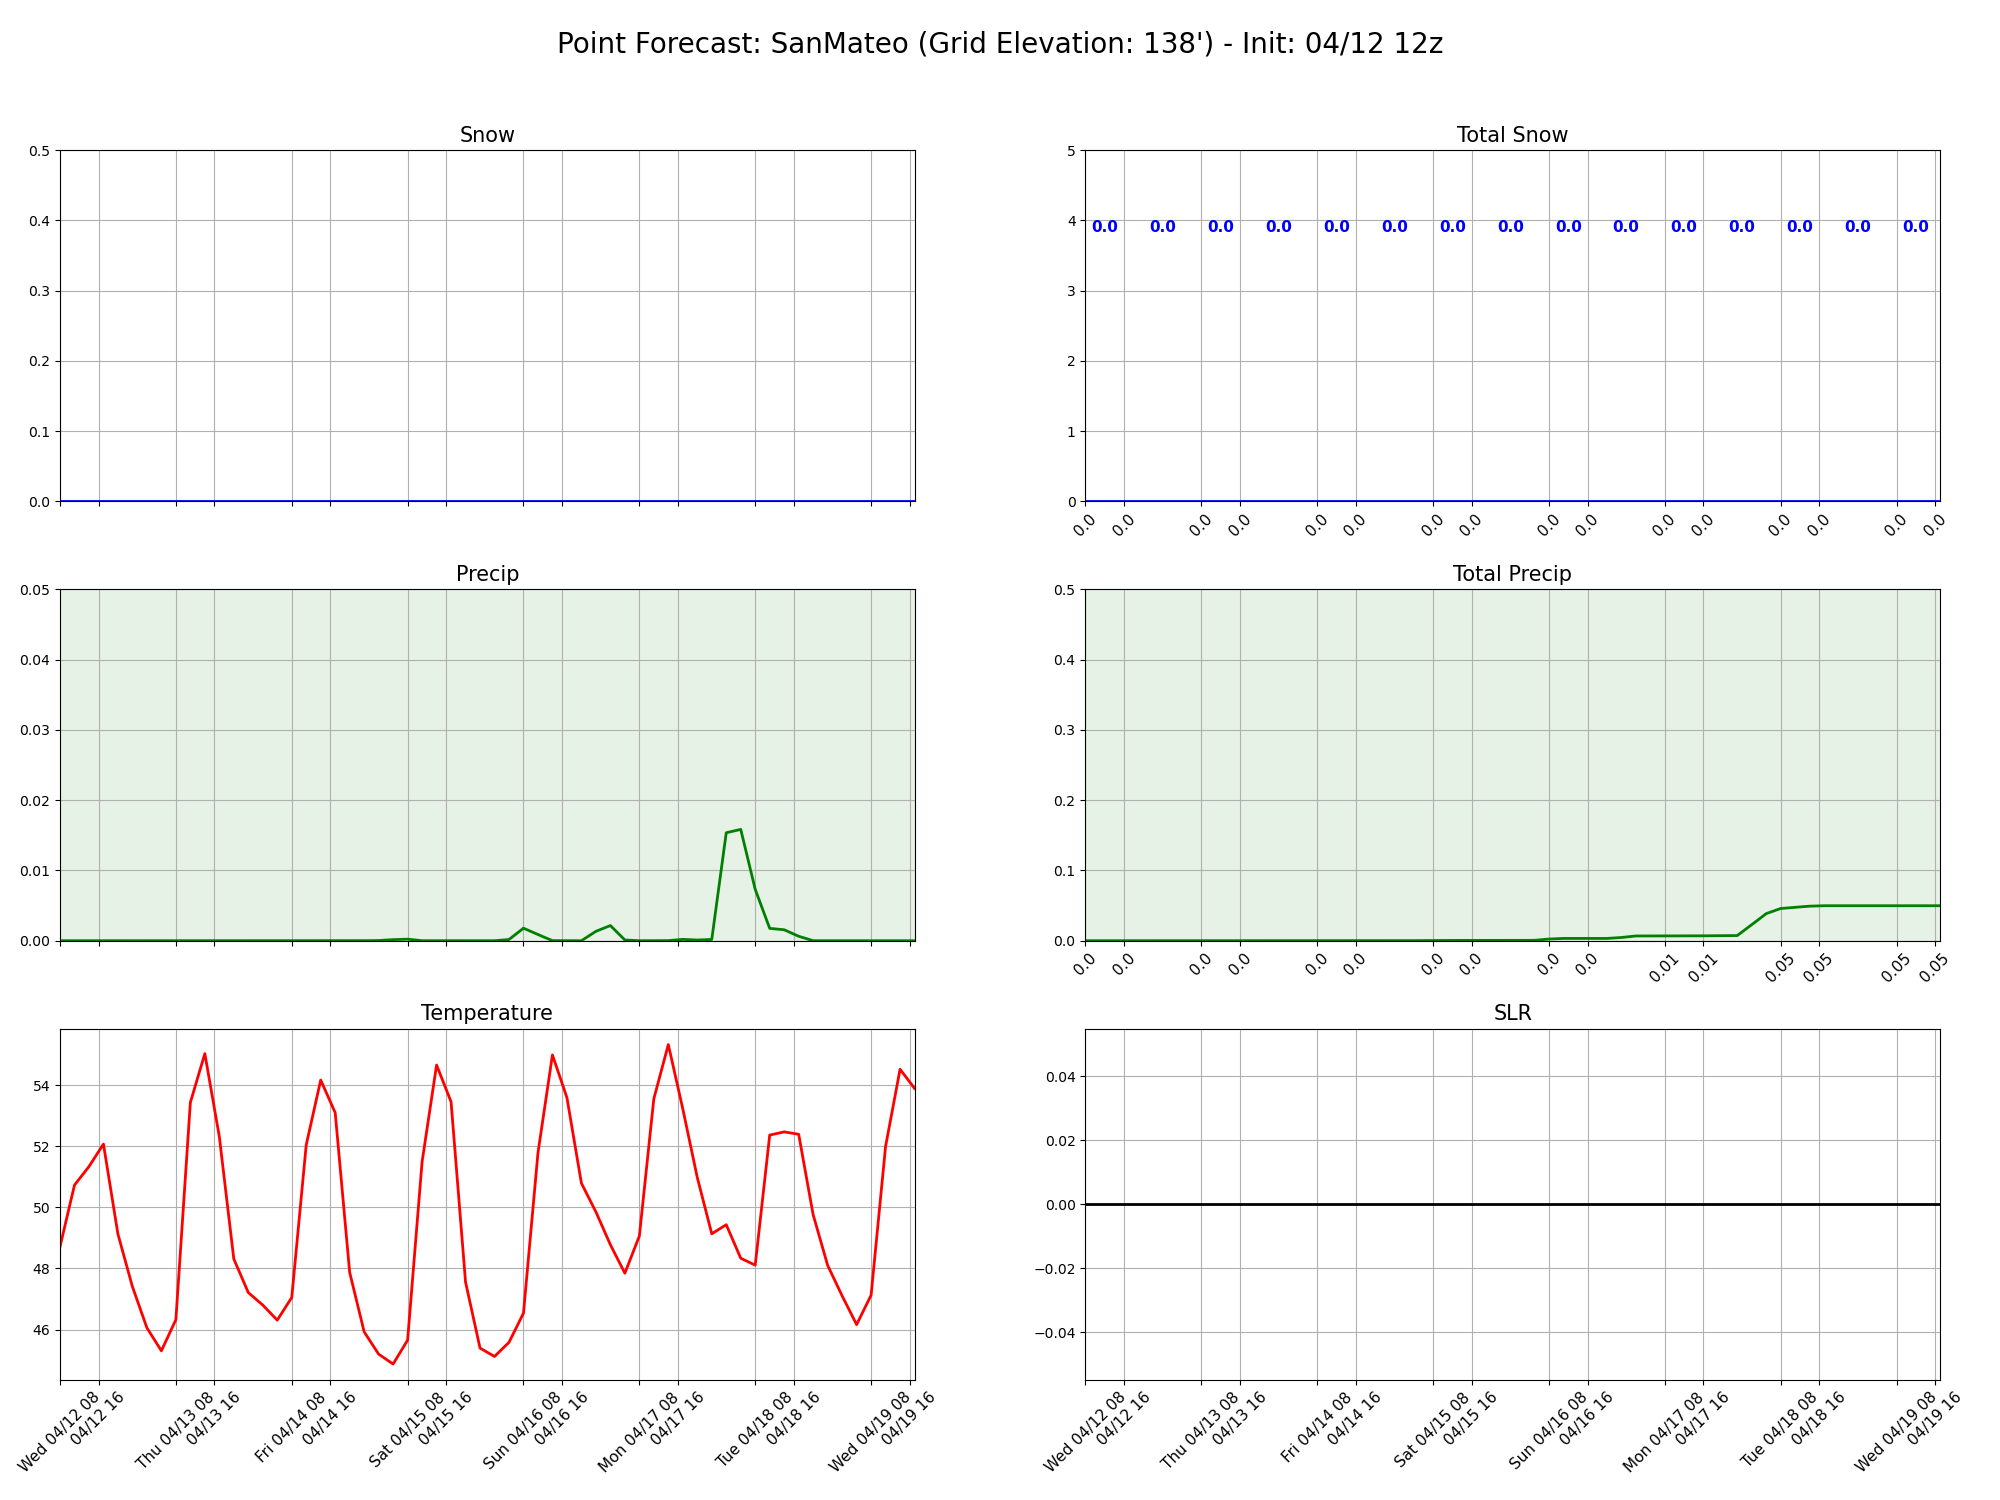 Point Forecast: SanMateo (Grid Elevation: 138') - Init: 04/12 12z
Snow
0.5
0.4
0.3
0.2
0.1
0.0
Total Snow
5
4
3
2
1
0
0.0 0.0 0.0 0.0 0.0 0.0 0.0 0.0 0.0 0.0 0.0 0.0 0.0 0.0 0.0
0.0 0.0 0.0 0.0 0.0 0.0 0.0 0.0 0.0 0.0 0.0 0.0 0.0 0.0 0.0 0.0
Precip
0.05
0.04
0.03
0.02
0.01
0.00
Total Precip
0.5
0.4
0.3
0.2
0.1
0.0
0.0 0.0 0.0 0.0 0.0 0.0 0.0 0.0 0.0 0.0 0.01 0.01 0.05 0.05 0.05 0.05
Temperature
54
52
50
48
46
Wed 04/12 08
04/12 16
Thu 04/13 08
04/13 16
Fri 04/14 08
04/14 16
Sat 04/15 08
04/15 16
Sun 04/16 08
04/16 16
Mon 04/17 08
04/17 16
Tue 04/18 08
04/18 16
Wed 04/19 08
04/19 16
SLR
0.04
0.02
0.00
−0.02
−0.04
Wed 04/12 08
04/12 16
Thu 04/13 08
04/13 16
Fri 04/14 08
04/14 16
Sat 04/15 08
04/15 16
Sun 04/16 08
04/16 16
Mon 04/17 08
04/17 16
Tue 04/18 08
04/18 16
Wed 04/19 08
04/19 16